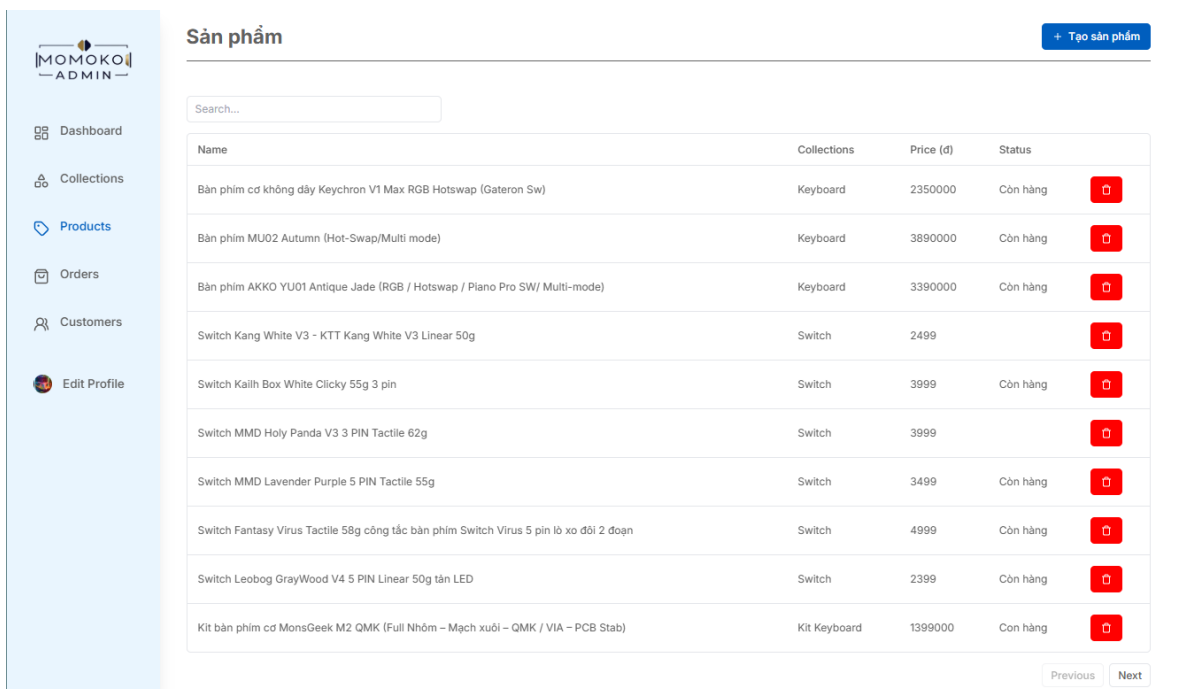 MOMOKO
ADMIN
Dashboard
Collections
Products
Orders
Customers
Edit Profile
Sản phẩm
+ Tạo sản phẩm
Search...
Name Collections Price (đ) Status
Bàn phím cơ không dây Keychron V1 Max RGB Hotswap (Gateron Sw) Keyboard 2350000 Còn hàng
Bàn phím MU02 Autumn (Hot-Swap/Multi mode) Keyboard 3890000 Còn hàng
Bàn phím AKKO YU01 Antique Jade (RGB / Hotswap / Piano Pro SW/ Multi-mode) Keyboard 3390000 Còn hàng
Switch Kang White V3 - KTT Kang White V3 Linear 50g Switch 2499
Switch Kailh Box White Clicky 55g 3 pin Switch 3999 Còn hàng
Switch MMD Holy Panda V3 3 PIN Tactile 62g Switch 3999
Switch MMD Lavender Purple 5 PIN Tactile 55g Switch 3499 Còn hàng
Switch Fantasy Virus Tactile 58g công tắc bàn phím Switch Virus 5 pin lò xo đôi 2 đoạn Switch 4999 Còn hàng
Switch Leobog GrayWood V4 5 PIN Linear 50g tản LED Switch 2399 Còn hàng
Kit bàn phím cơ MonsGeek M2 QMK (Full Nhôm – Mạch xuôi – QMK / VIA – PCB Stab) Kit Keyboard 1399000 Con hàng
Previous Next